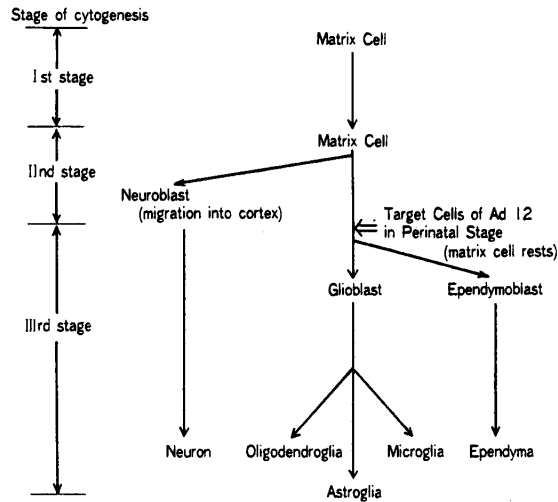 Stage of cytogenesis
Matrix Cell
Ist stage
Matrix Cell
IInd stage
Neuroblast
(migration into cortex)
Target Cells of Ad 12
in Perinatal Stage
(matrix cell rests)
Glioblast
Ependymoblast
IIIrd stage
Neuron
Oligodendroglia
Microglia
Ependyma
Astroglia